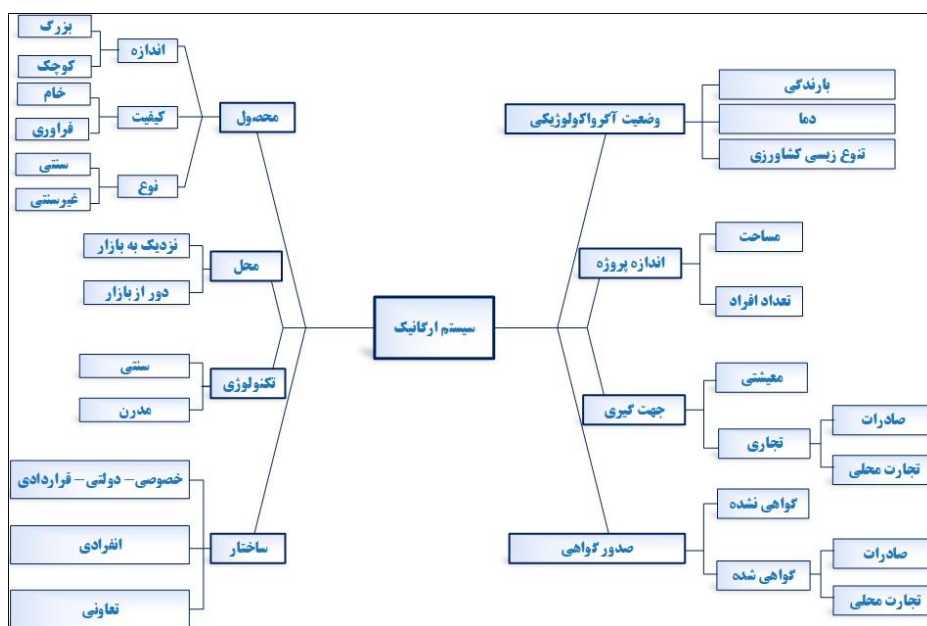 سیستم ارگانیک
وضعیت آگرواکولوژیکی
بارندگی
دما
تنوع زیستی کشاورزی
اندازه پروژه
مساحت
تعداد افراد
جهت گیری
معیشتی
تجاری
صادرات
تجارت محلی
صدور گواهی
گواهی نشده
گواهی شده
صادرات
تجارت محلی
محصول
اندازه
بزرگ
کوچک
کیفیت
خام
فراوری
نوع
سنتی
غیرسنتی
محل
نزدیک به بازار
دور از بازار
تکنولوژی
سنتی
مدرن
ساختار
خصوصی- دولتی- قراردادی
انفرادی
تعاونی